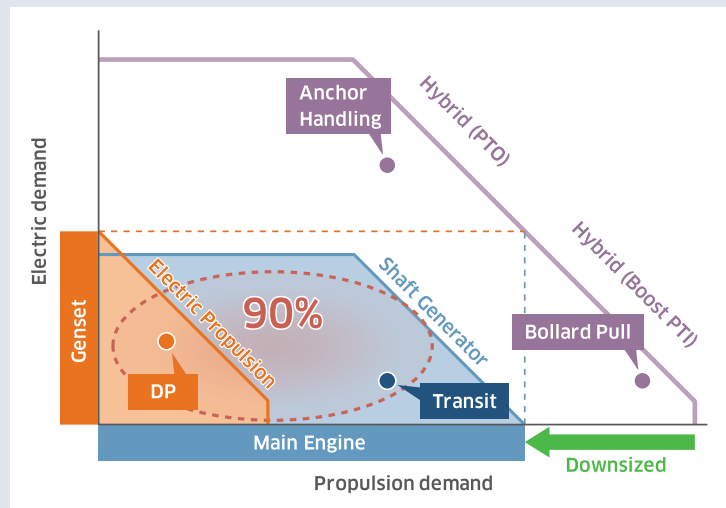 Anchor
Handling
Hybrid (PTO)
Electric demand
Hybrid (Boost PTI)
Genset
Electric Propulsion
90%
Shaft Generator
Bollard Pull
DP
Transit
Main Engine
Downsized
Propulsion demand